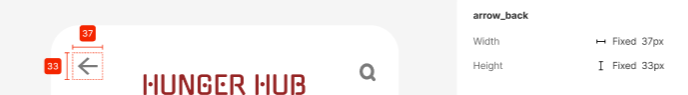 37
33
HUNGER HUB
arrow_back
Width Fixed 37px
Height Fixed 33px